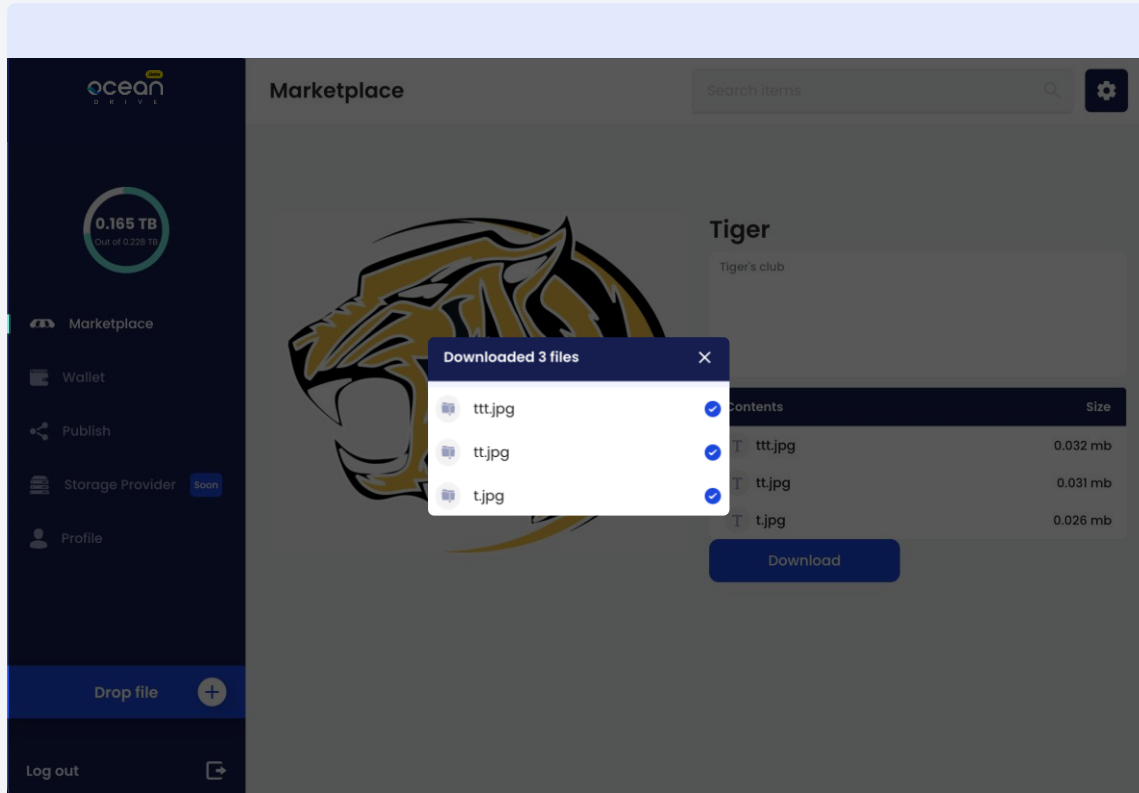 beta
ocean
DRIVE
Marketplace
Search items
0.165 TB
Out of 0.228 TB
Marketplace
Wallet
Publish
Storage Provider Soon
Profile
Drop file
Log out
Tiger
Tiger's club
Downloaded 3 files
ttt.jpg
tt.jpg
t.jpg
Contents Size
T ttt.jpg 0.032 mb
T tt.jpg 0.031 mb
T t.jpg 0.026 mb
Download